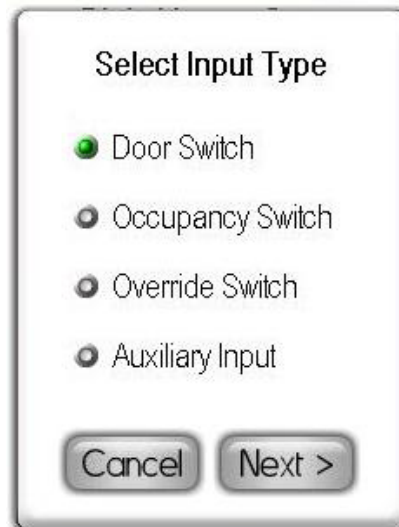 Select Input Type
Door Switch
Occupancy Switch
Override Switch
Auxiliary Input
Cancel Next >